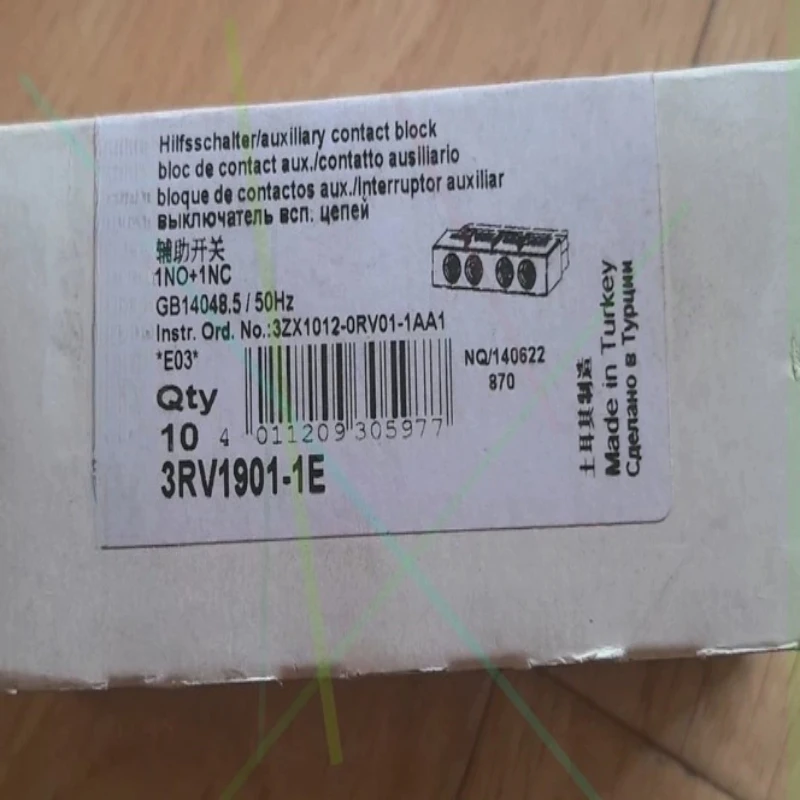 Hilfsschalter/auxiliary contact block
bloc de contact aux./contatto ausiliario
bloque de contactos aux./Interruptor auxiliar
выключатель всп. цепей
辅助开关
1NO+1NC
GB14048.5 / 50Hz
Instr. Ord. No.:3ZX1012-0RV01-1AA1
*E03*
NQ/140622
870
Qty
10
4 011209 305977
3RV1901-1E
土耳其制造
Made in Turkey
Сделано в Турции